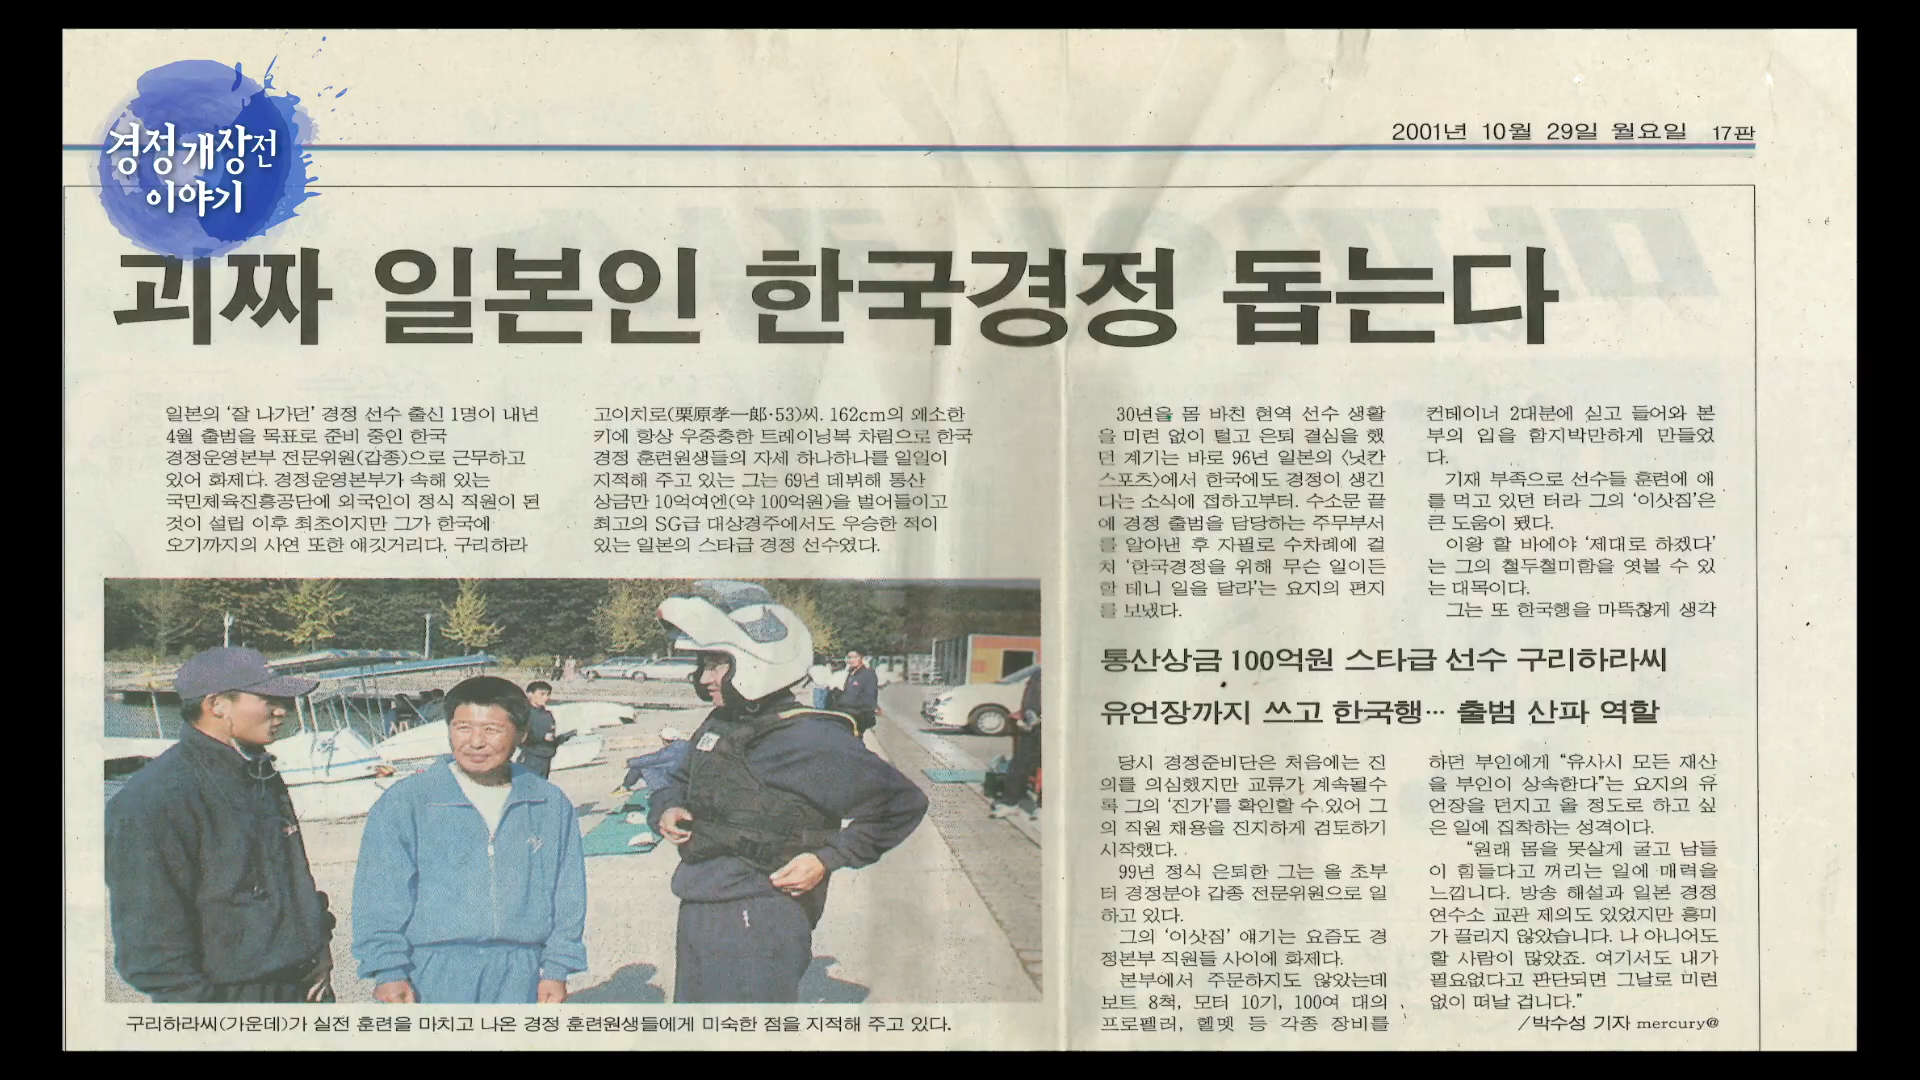 경정개장전
이야기
2001년 10월 29일 월요일 17판
괴짜 일본인 한국경정 돕는다
일본의 '잘 나가던' 경정 선수 출신 1명이 내년
4월 출범을 목표로 준비 중인 한국
경정운영본부 전문위원(갑종)으로 근무하고
있어 화제다. 경정운영본부가 속해 있는
국민체육진흥공단에 외국인이 정식 직원이 된
것이 설립 이후 최초이지만 그가 한국에
오기까지의 사연 또한 얘깃거리다. 구리하라
고이치로(栗原孝一郎·53)씨. 162cm의 왜소한
키에 항상 우중충한 트레이닝복 차림으로 한국
경정 훈련원생들의 자세 하나하나를 일일이
지적해 주고 있는 그는 69년 데뷔해 통산
상금만 10억여엔(약 100억원)을 벌어들이고
최고의 SG급 대상경주에서도 우승한 적이
있는 일본의 스타급 경정 선수였다.
구리하라씨(가운데)가 실전 훈련을 마치고 나온 경정 훈련원생들에게 미숙한 점을 지적해 주고 있다.
30년을 몸 바친 현역 선수 생활
을 미련 없이 털고 은퇴 결심을 했
던 계기는 바로 96년 일본의 〈닛칸
스포츠〉에서 한국에도 경정이 생긴
다는 소식에 접하고부터. 수소문 끝
에 경정 출범을 담당하는 주무부서
를 알아낸 후 자필로 수차례에 걸
쳐 '한국경정을 위해 무슨 일이든
할 테니 일을 달라'는 요지의 편지
를 보냈다.
컨테이너 2대분에 싣고 들어와 본
부의 입을 함지박만하게 만들었
다.
기재 부족으로 선수들 훈련에 애
를 먹고 있던 터라 그의 '이삿짐'은
큰 도움이 됐다.
이왕 할 바에야 '제대로 하겠다'
는 그의 철두철미함을 엿볼 수 있
는 대목이다.
그는 또 한국행을 마뜩찮게 생각
통산상금 100억원 스타급 선수 구리하라씨
유언장까지 쓰고 한국행… 출범 산파 역할
당시 경정준비단은 처음에는 진
의를 의심했지만 교류가 계속될수
록 그의 '진가'를 확인할 수 있어 그
의 직원 채용을 진지하게 검토하기
시작했다.
99년 정식 은퇴한 그는 올 초부
터 경정분야 갑종 전문위원으로 일
하고 있다.
그의 '이삿짐' 얘기는 요즘도 경
정본부 직원들 사이에 화제다.
본부에서 주문하지도 않았는데
보트 8척, 모터 10기, 100여 대의
프로펠러, 헬멧 등 각종 장비를
하던 부인에게 "유사시 모든 재산
을 부인이 상속한다"는 요지의 유
언장을 던지고 올 정도로 하고 싶
은 일에 집착하는 성격이다.
"원래 몸을 못살게 굴고 남들
이 힘들다고 꺼리는 일에 매력을
느낍니다. 방송 해설과 일본 경정
연수소 교관 제의도 있었지만 흥미
가 끌리지 않았습니다. 나 아니어도
할 사람이 많았죠. 여기서도 내가
필요없다고 판단되면 그날로 미련
없이 떠날 겁니다."
/박수성 기자 mercury@